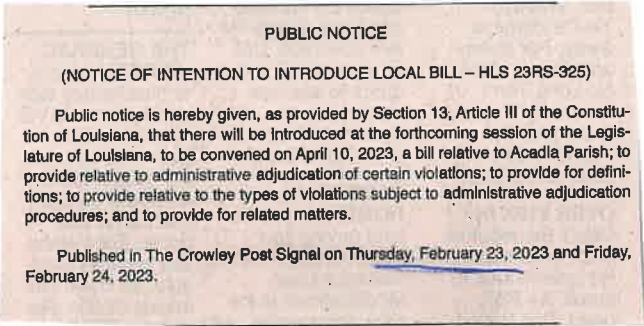 PUBLIC NOTICE
(NOTICE OF INTENTION TO INTRODUCE LOCAL BILL – HLS 23RS-325)
Public notice is hereby given, as provided by Section 13, Article III of the Constitu-
tion of Louisiana, that there will be introduced at the forthcoming session of the Legis-
lature of Louisiana, to be convened on April 10, 2023, a bill relative to Acadia Parish; to
provide relative to administrative adjudication of certain violations; to provide for defini-
tions; to provide relative to the types of violations subject to administrative adjudication
procedures; and to provide for related matters.
Published in The Crowley Post Signal on Thursday, February 23, 2023 and Friday,
February 24, 2023.